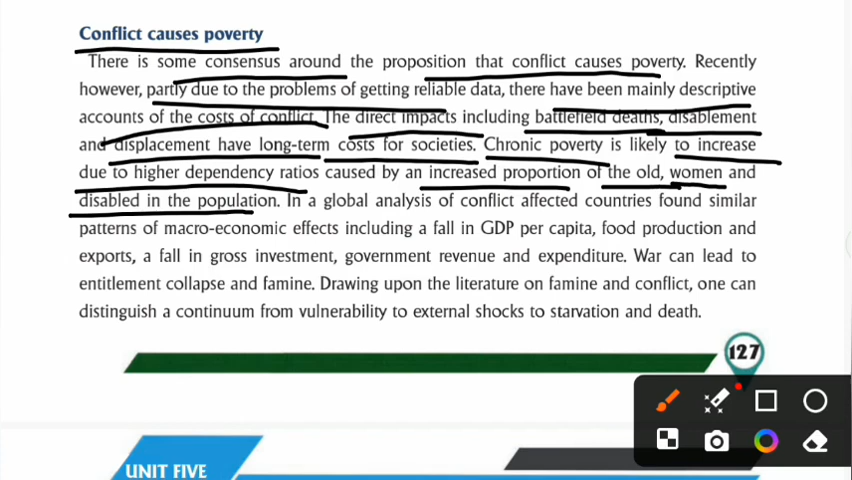 Conflict causes poverty
There is some consensus around the proposition that conflict causes poverty. Recently
however, partly due to the problems of getting reliable data, there have been mainly descriptive
accounts of the costs of conflict. The direct impacts including battlefield deaths, disablement
and displacement have long-term costs for societies. Chronic poverty is likely to increase
due to higher dependency ratios caused by an increased proportion of the old, women and
disabled in the population. In a global analysis of conflict affected countries found similar
patterns of macro-economic effects including a fall in GDP per capita, food production and
exports, a fall in gross investment, government revenue and expenditure. War can lead to
entitlement collapse and famine. Drawing upon the literature on famine and conflict, one can
distinguish a continuum from vulnerability to external shocks to starvation and death.
127
UNIT FIVE